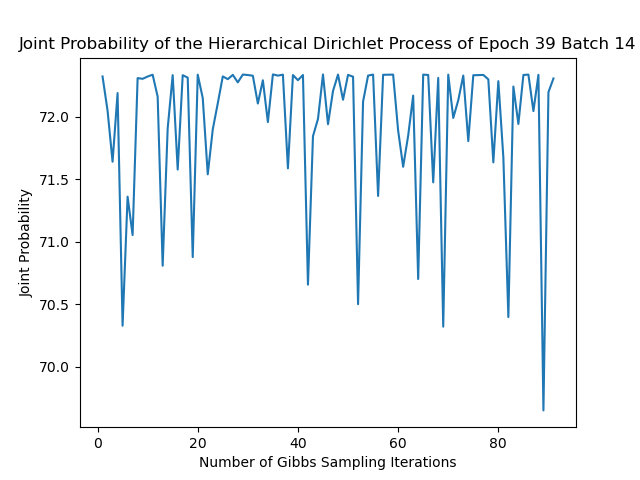 Joint Probability of the Hierarchical Dirichlet Process of Epoch 39 Batch 14
72.0
71.5
71.0
70.5
70.0
Joint Probability
0 20 40 60 80
Number of Gibbs Sampling Iterations